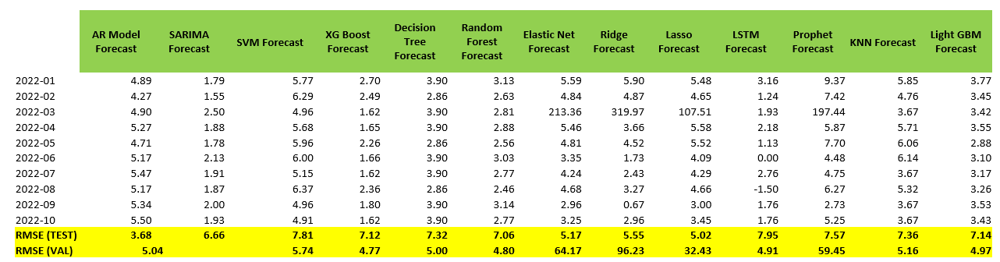 AR Model Forecast SARIMA Forecast SVM Forecast XG Boost Forecast Decision Tree Forecast Random Forest Forecast Elastic Net Forecast Ridge Forecast Lasso Forecast LSTM Forecast Prophet Forecast KNN Forecast Light GBM Forecast
2022-01 4.89 1.79 5.77 2.70 3.90 3.13 5.59 5.90 5.48 3.16 9.37 5.85 3.77
2022-02 4.27 1.55 6.29 2.49 2.86 2.63 4.84 4.87 4.65 1.24 7.42 4.76 3.45
2022-03 4.90 2.50 4.96 1.62 3.90 2.81 213.36 319.97 107.51 1.93 197.44 3.67 3.42
2022-04 5.27 1.88 5.68 1.65 3.90 2.88 5.46 3.66 5.58 2.18 5.87 5.71 3.55
2022-05 4.71 1.78 5.96 2.26 2.86 2.56 4.81 4.52 5.52 1.13 7.70 6.06 2.88
2022-06 5.17 2.13 6.00 1.66 3.90 3.03 3.35 1.73 4.09 0.00 4.48 6.14 3.10
2022-07 5.47 1.91 5.15 1.62 3.90 2.77 4.24 2.43 4.29 2.76 4.75 3.67 3.17
2022-08 5.17 1.87 6.37 2.36 2.86 2.46 4.68 3.27 4.66 -1.50 6.27 5.32 3.26
2022-09 5.34 2.00 4.96 1.80 3.90 3.14 2.96 0.67 3.00 1.76 2.73 3.67 3.53
2022-10 5.50 1.93 4.91 1.62 3.90 2.77 3.25 2.96 3.45 1.76 5.25 3.67 3.43
RMSE (TEST) 3.68 6.66 7.81 7.12 7.32 7.06 5.17 5.55 5.02 7.95 7.57 7.36 7.14
RMSE (VAL) 5.04 5.74 4.77 5.00 4.80 64.17 96.23 32.43 4.91 59.45 5.16 4.97